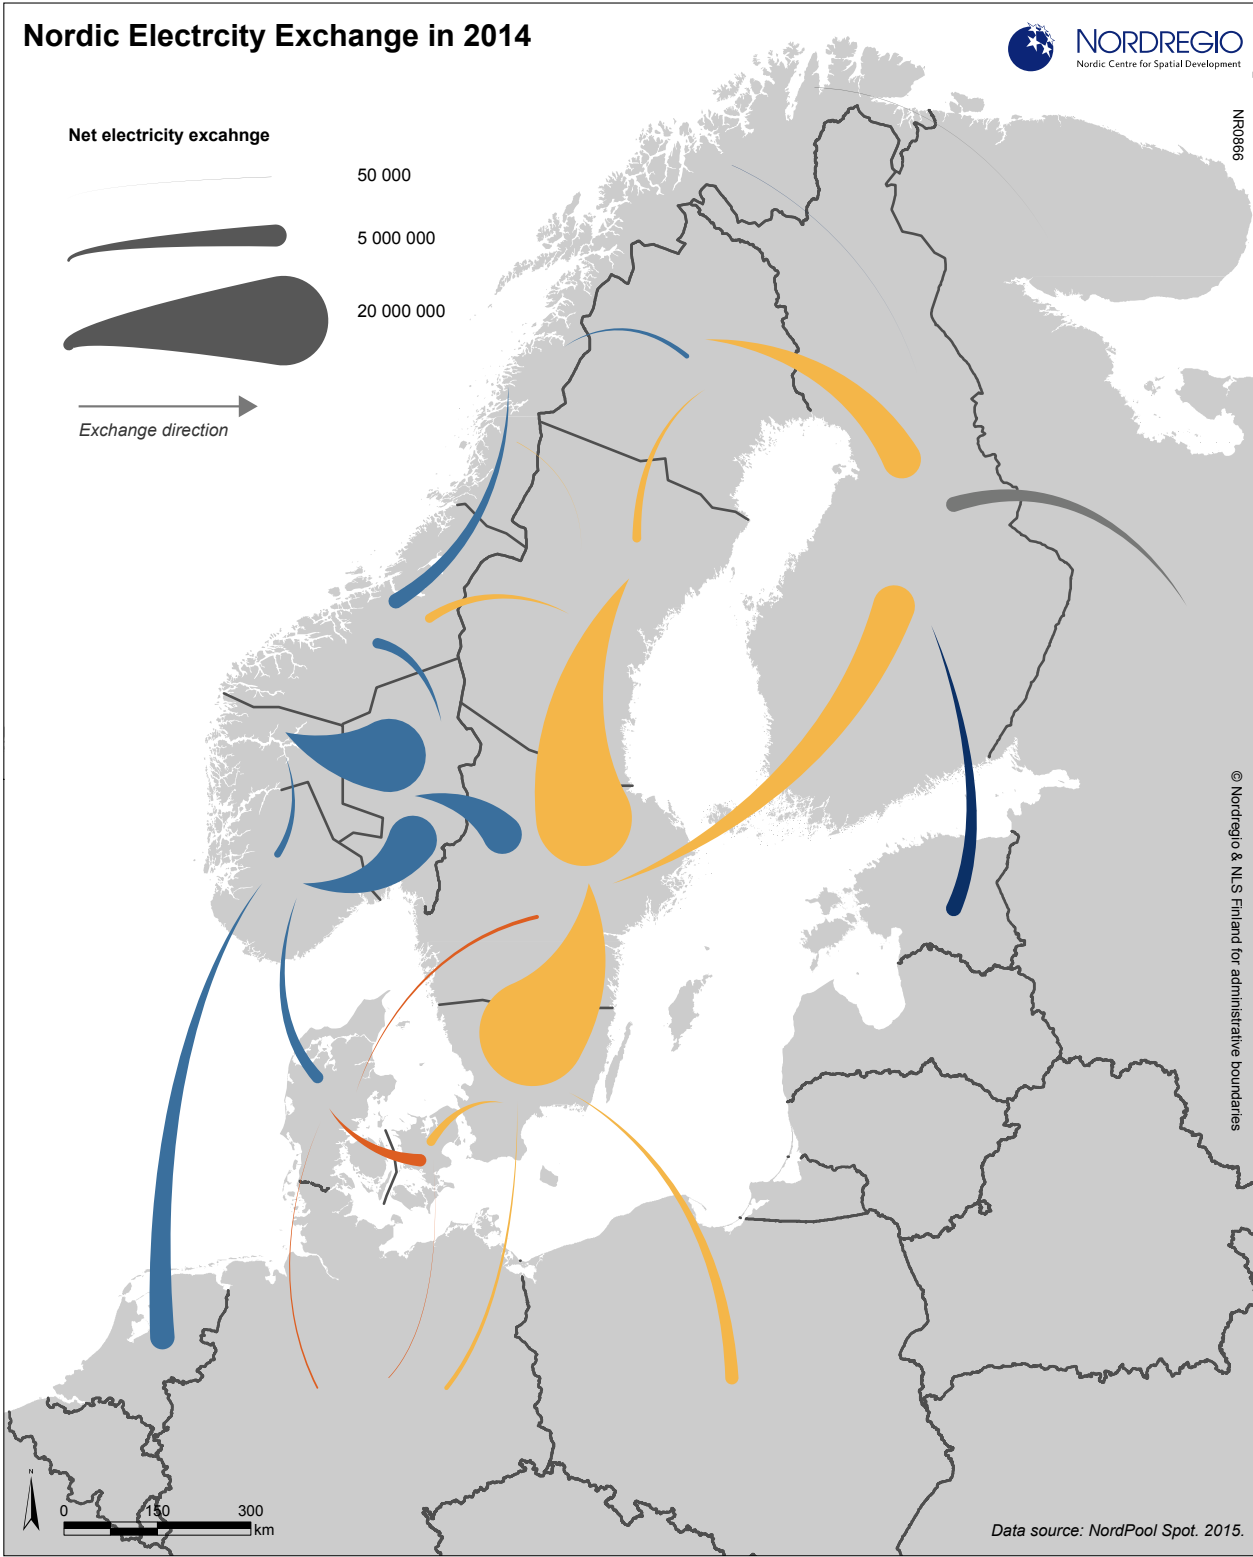 Nordic Electrcity Exchange in 2014
NORDREGIO
Nordic Centre for Spatial Development
NR0866
Net electricity excahnge
50 000
5 000 000
20 000 000
Exchange direction
© Nordregio & NLS Finland for administrative boundaries
N
0 150 300
km
Data source: NordPool Spot. 2015.